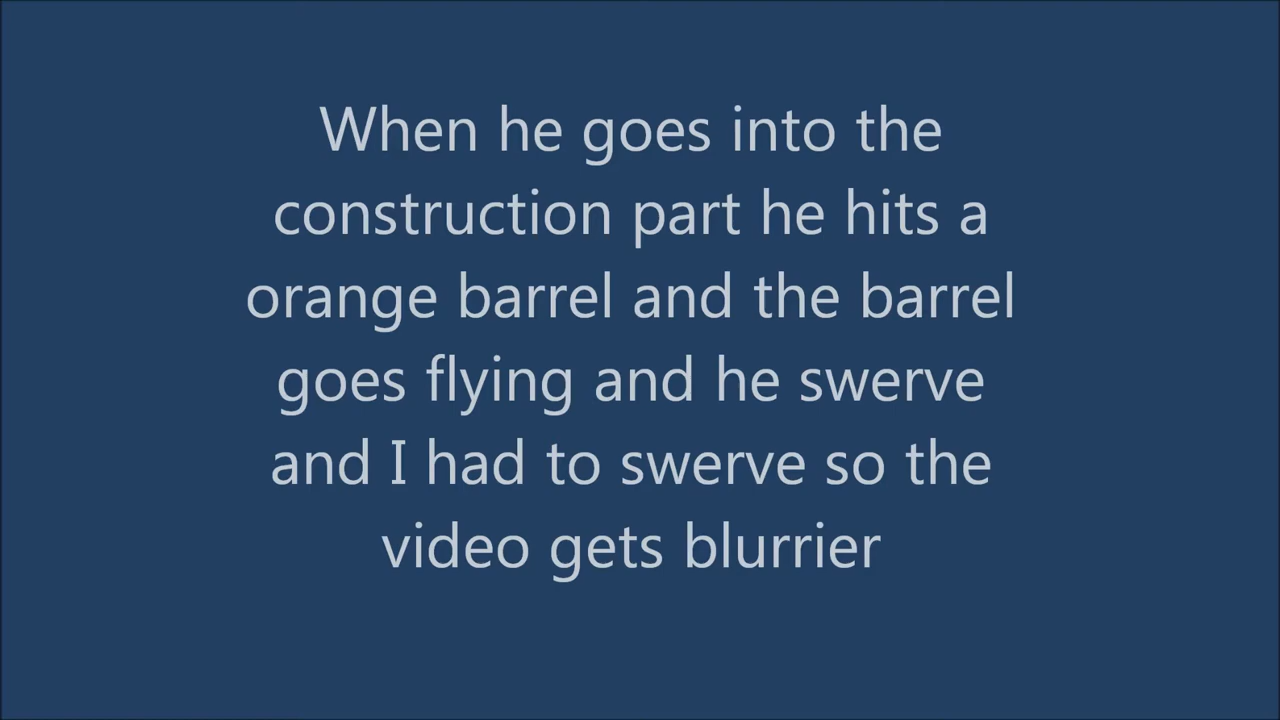 When he goes into the
construction part he hits a
orange barrel and the barrel
goes flying and he swerve
and I had to swerve so the
video gets blurrier